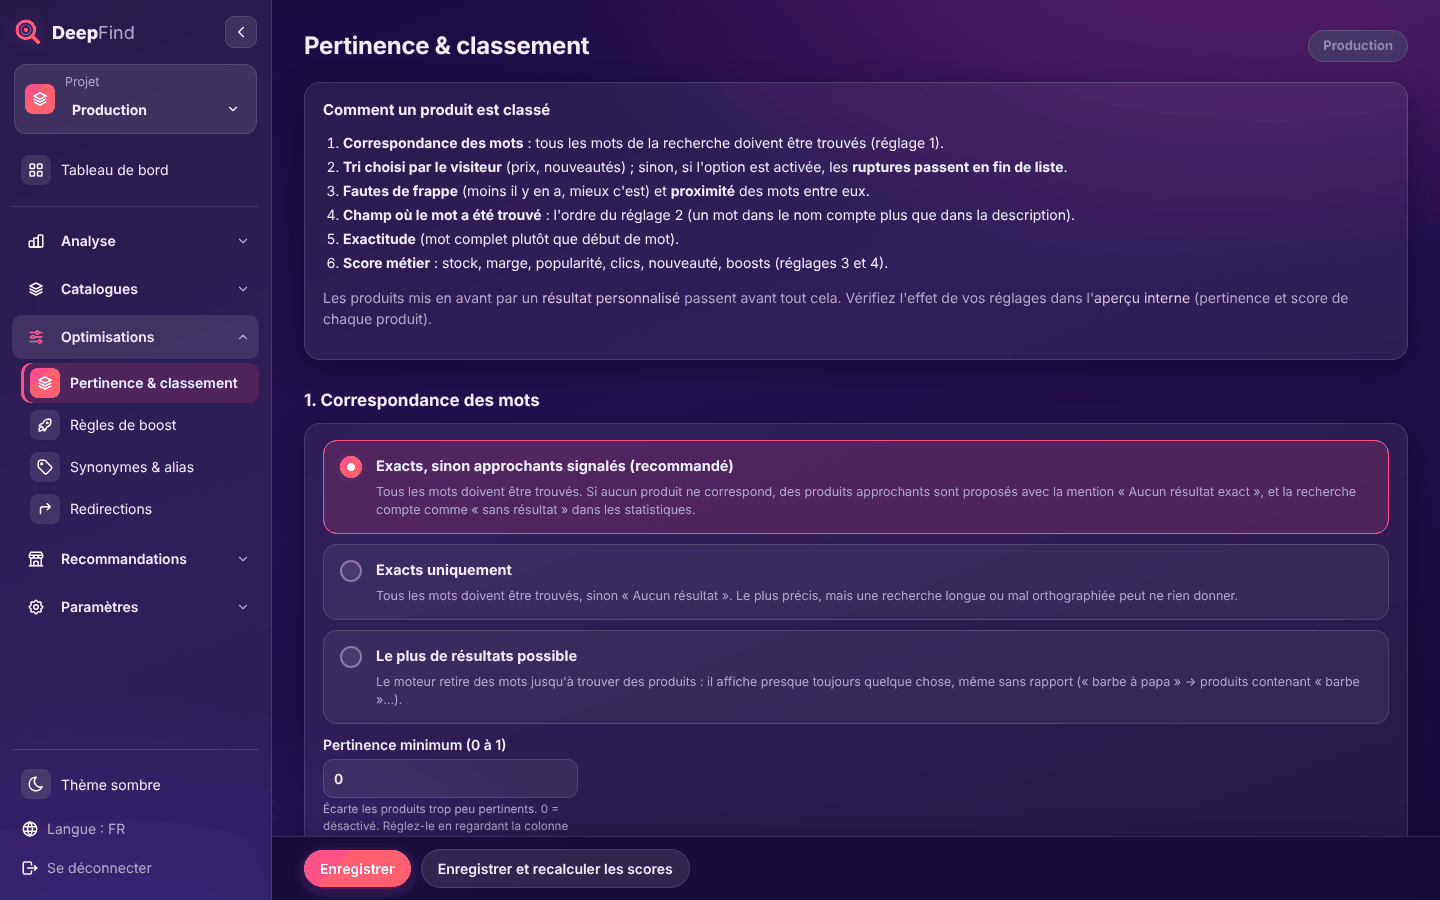 DeepFind
Projet
Production
Tableau de bord
Analyse
Catalogues
Optimisations
Pertinence & classement
Règles de boost
Synonymes & alias
Redirections
Recommandations
Paramètres
Thème sombre
Langue : FR
Se déconnecter
Pertinence & classement
Production
Comment un produit est classé
1. Correspondance des mots : tous les mots de la recherche doivent être trouvés (réglage 1).
2. Tri choisi par le visiteur (prix, nouveautés) ; sinon, si l'option est activée, les ruptures passent en fin de liste.
3. Fautes de frappe (moins il y en a, mieux c'est) et proximité des mots entre eux.
4. Champ où le mot a été trouvé : l'ordre du réglage 2 (un mot dans le nom compte plus que dans la description).
5. Exactitude (mot complet plutôt que début de mot).
6. Score métier : stock, marge, popularité, clics, nouveauté, boosts (réglages 3 et 4).
Les produits mis en avant par un résultat personnalisé passent avant tout cela. Vérifiez l'effet de vos réglages dans l'aperçu interne (pertinence et score de
chaque produit).
1. Correspondance des mots
Exacts, sinon approchants signalés (recommandé)
Tous les mots doivent être trouvés. Si aucun produit ne correspond, des produits approchants sont proposés avec la mention « Aucun résultat exact », et la recherche
compte comme « sans résultat » dans les statistiques.
Exacts uniquement
Tous les mots doivent être trouvés, sinon « Aucun résultat ». Le plus précis, mais une recherche longue ou mal orthographiée peut ne rien donner.
Le plus de résultats possible
Le moteur retire des mots jusqu'à trouver des produits : il affiche presque toujours quelque chose, même sans rapport (« barbe à papa » → produits contenant « barbe
»…).
Pertinence minimum (0 à 1)
0
Écarte les produits trop peu pertinents. 0 =
désactivé. Réglez-le en regardant la colonne
Enregistrer
Enregistrer et recalculer les scores